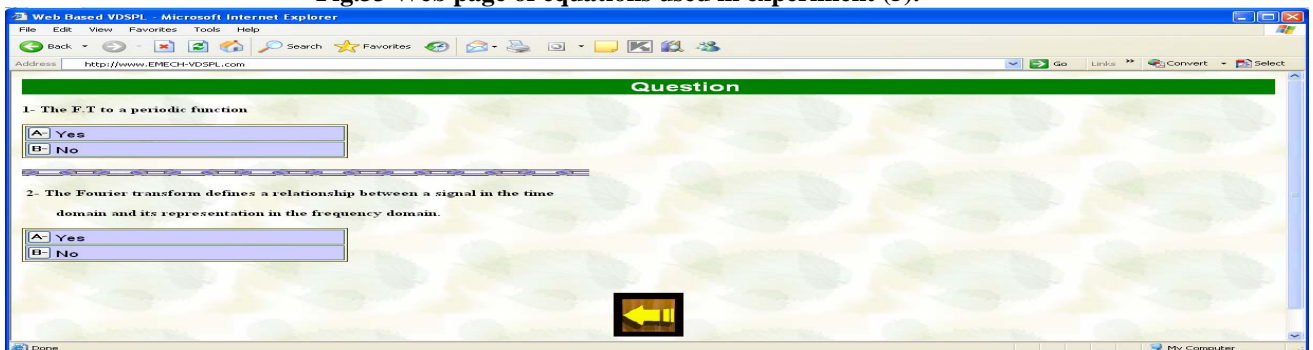 Fig.33 Web page of equations used in experiment (5).
Web Based VDSPL - Microsoft Internet Explorer
File Edit View Favorites Tools Help
Back Search Favorites
Address http://www.EMECH-VDSPL.com Go Links » Convert Select
Question
1- The F.T to a periodic function
A- Yes
B- No
2- The Fourier transform defines a relationship between a signal in the time
domain and its representation in the frequency domain.
A- Yes
B- No
Done My Computer